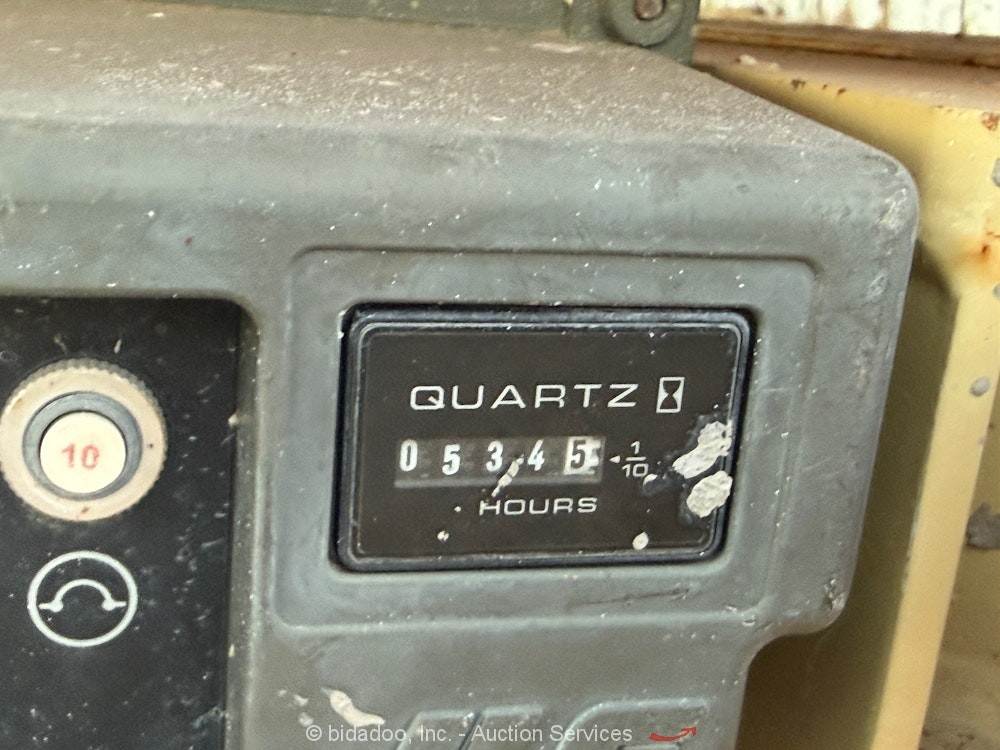 QUARTZ
0 5 3 4 5 1/10
HOURS
10
© bidadoo, Inc. - Auction Services